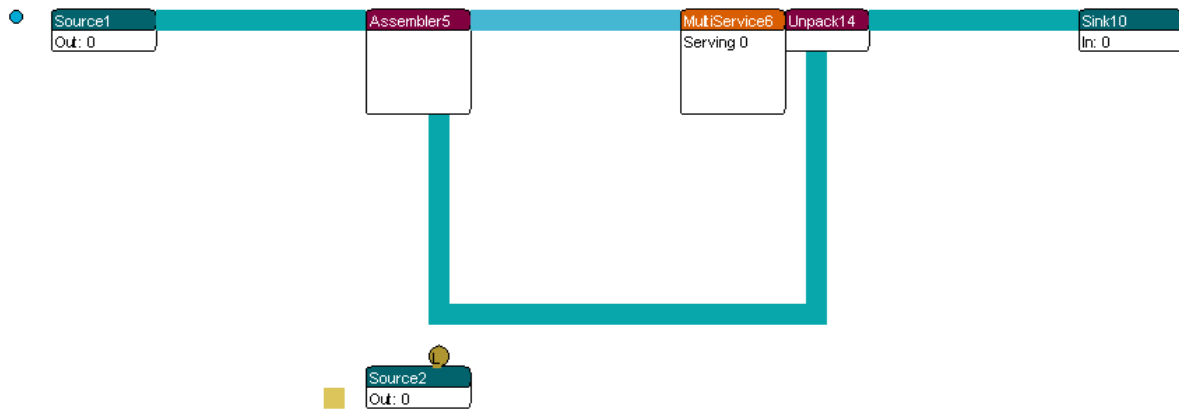 Source1
Out: 0
Assembler5
MultiService6
Serving 0
Unpack14
Sink10
In: 0
L
Source2
Out: 0